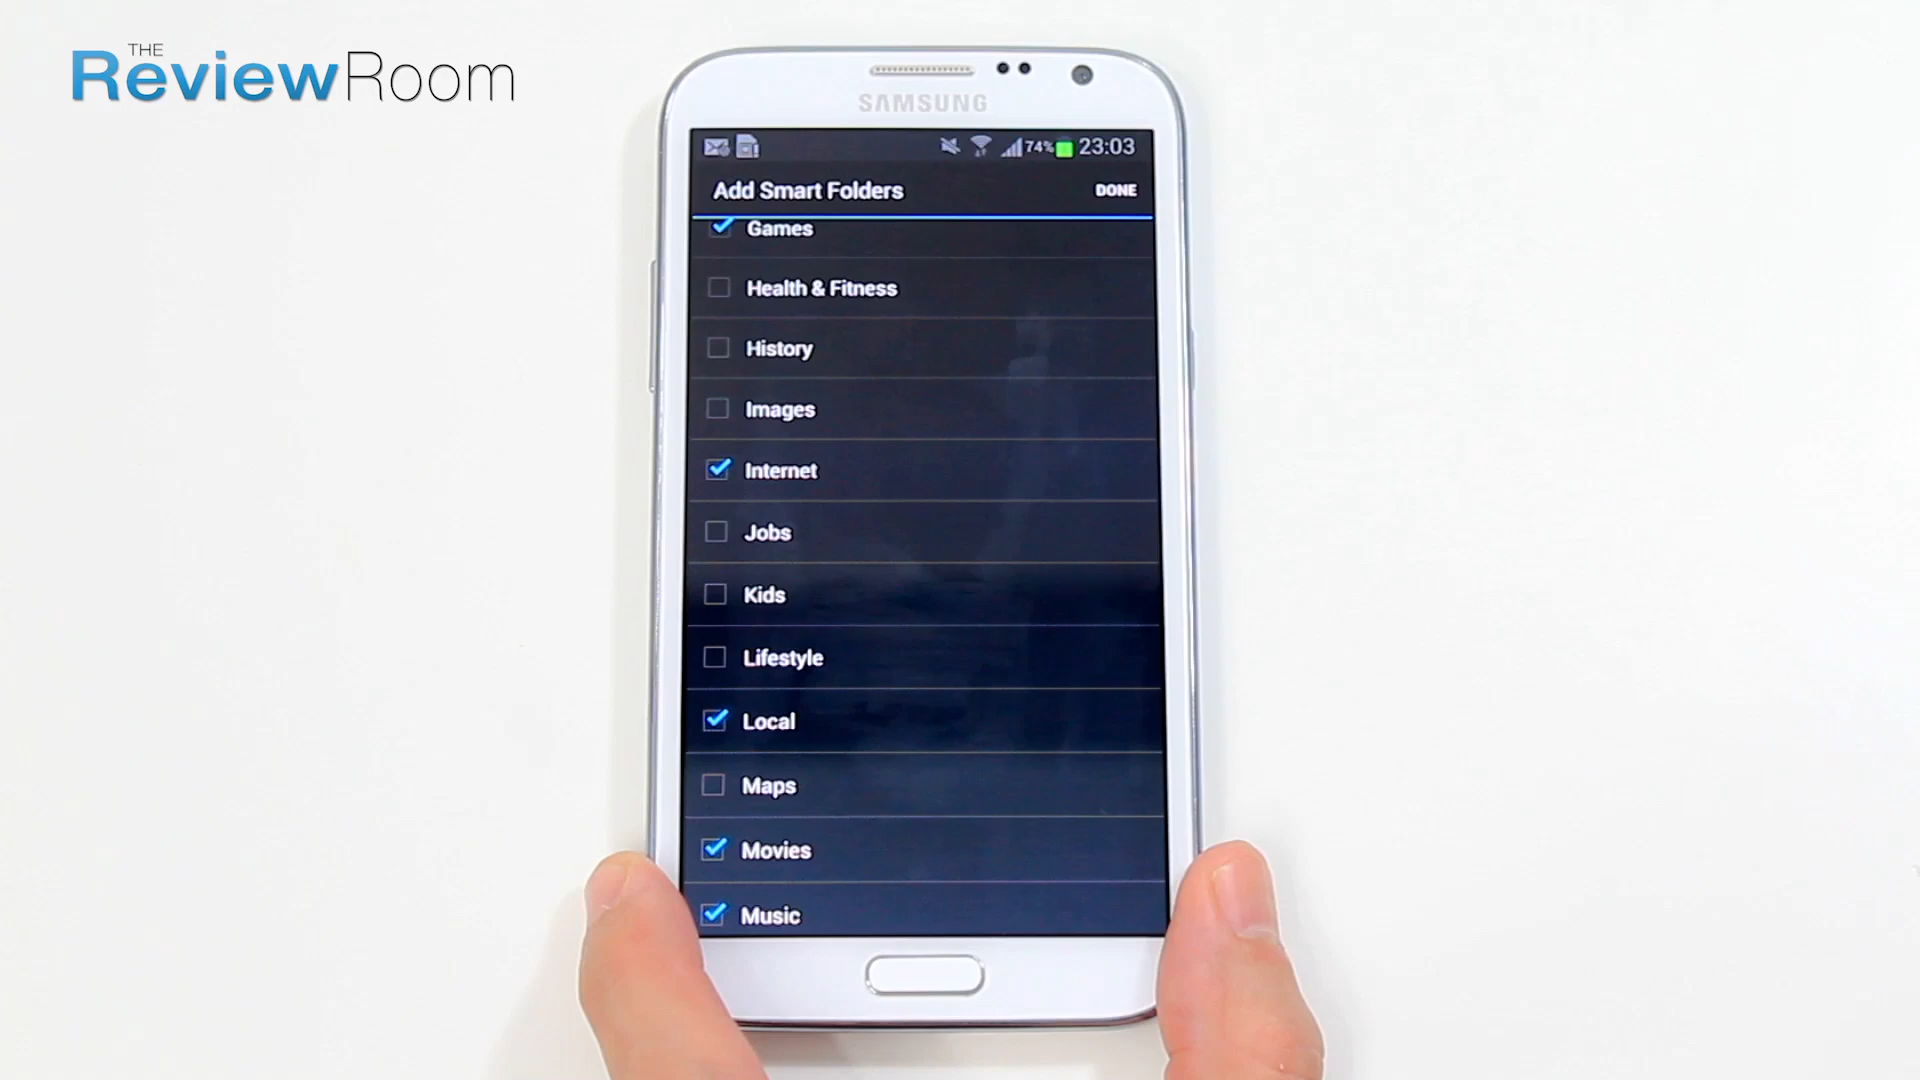 THE
ReviewRoom
SAMSUNG
74% 23:03
Add Smart Folders DONE
Games
Health & Fitness
History
Images
Internet
Jobs
Kids
Lifestyle
Local
Maps
Movies
Music